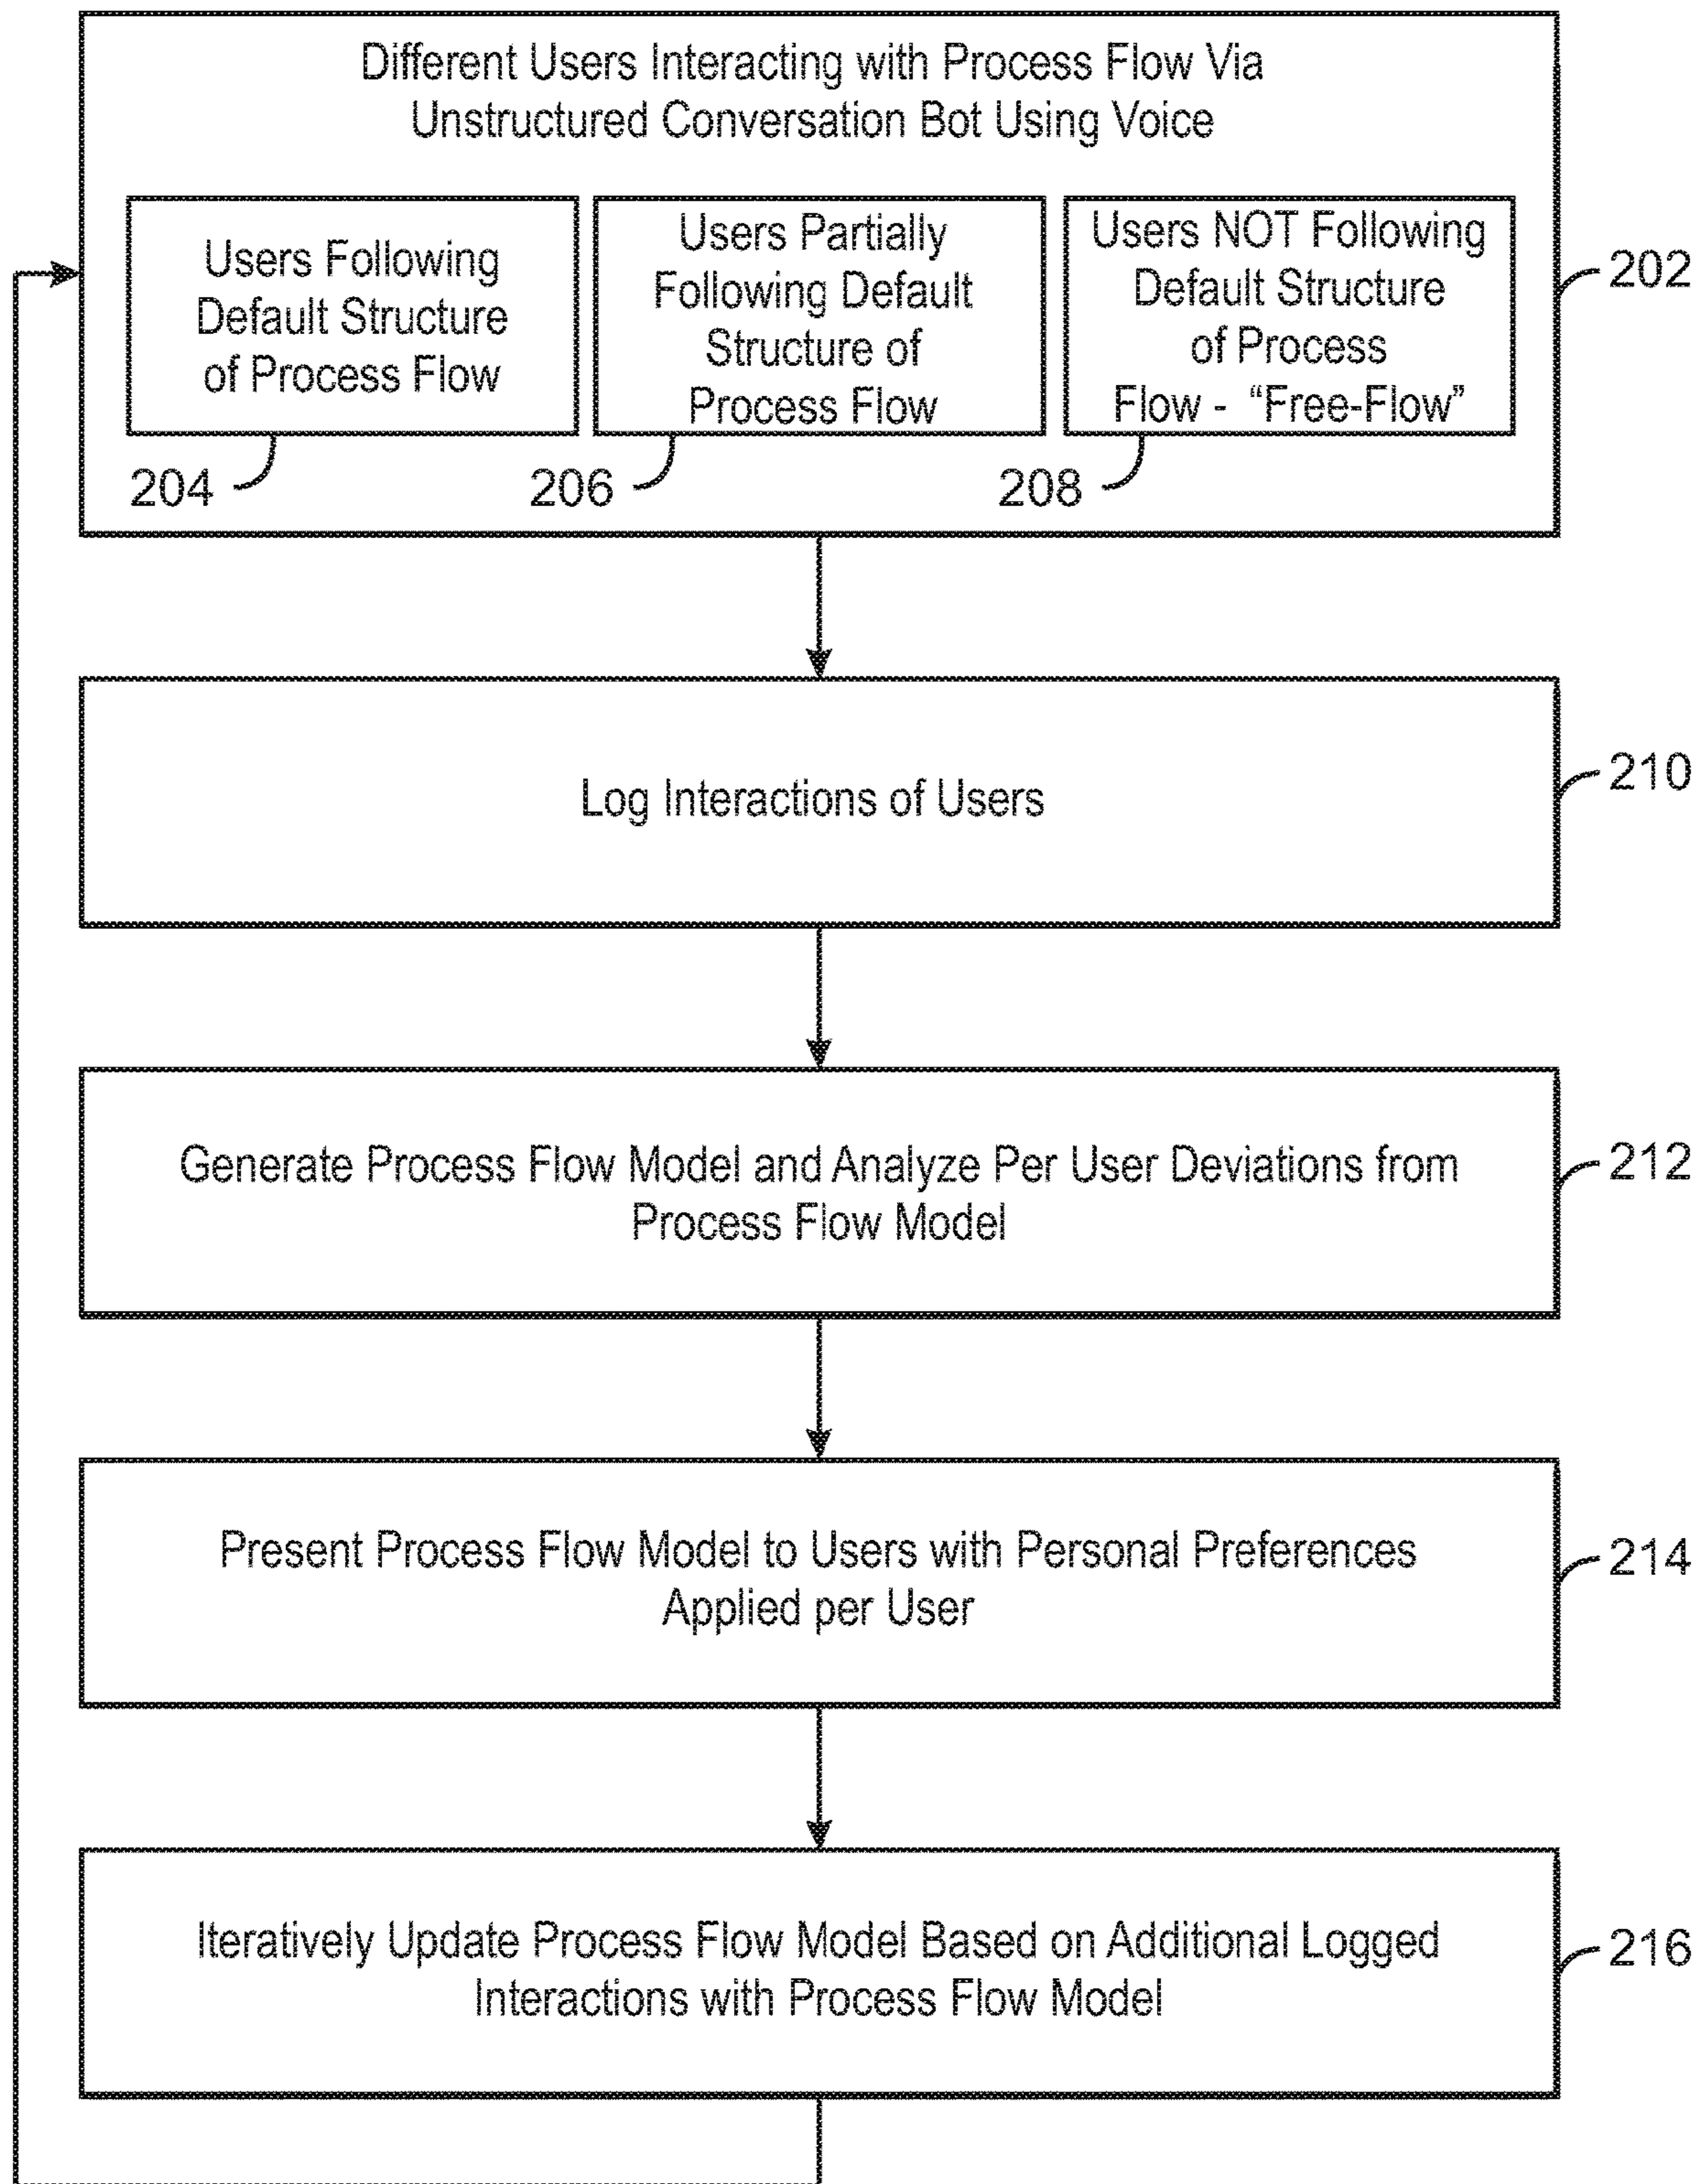 Different Users Interacting with Process Flow Via
Unstructured Conversation Bot Using Voice
Users Following
Default Structure
of Process Flow
204
Users Partially
Following Default
Structure of
Process Flow
206
Users NOT Following
Default Structure
of Process
Flow - “Free-Flow”
208
202
Log Interactions of Users
210
Generate Process Flow Model and Analyze Per User Deviations from
Process Flow Model
212
Present Process Flow Model to Users with Personal Preferences
Applied per User
214
Iteratively Update Process Flow Model Based on Additional Logged
Interactions with Process Flow Model
216